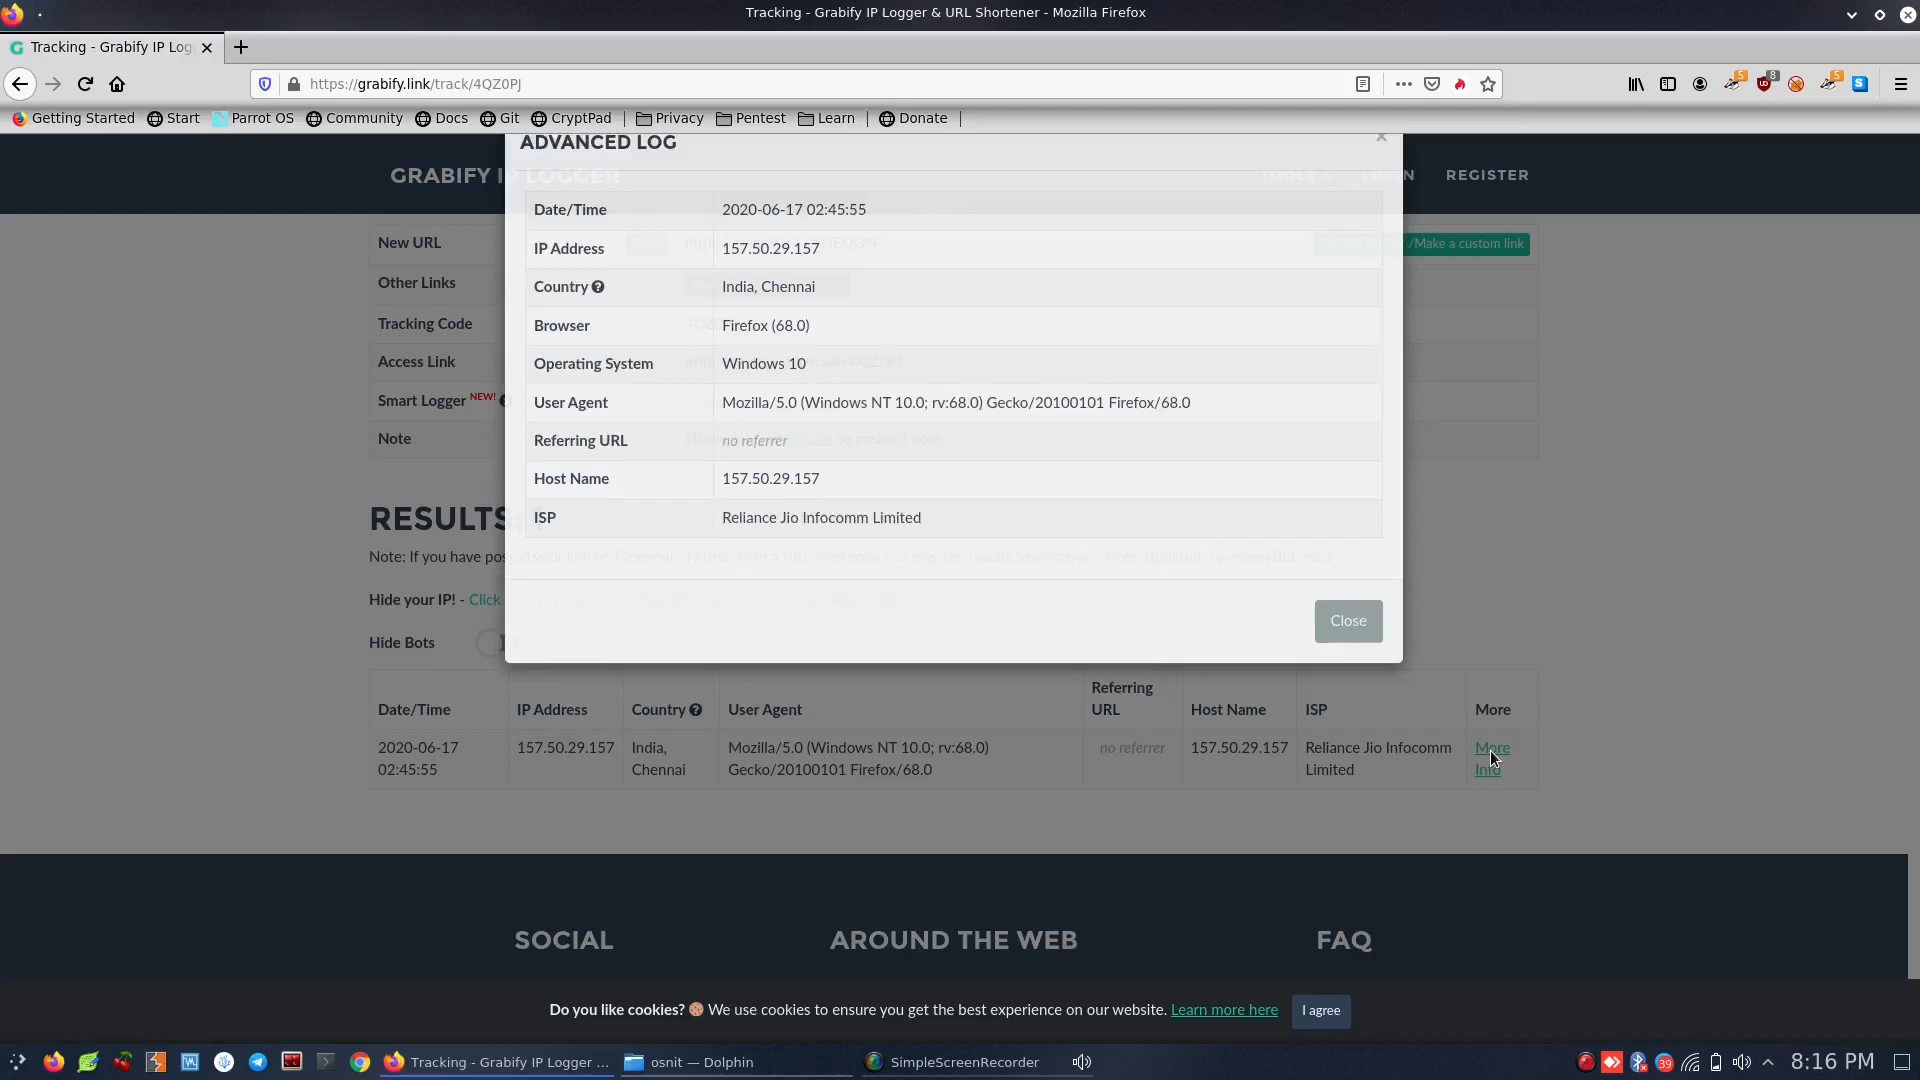 Tracking - Grabify IP Logger & URL Shortener - Mozilla Firefox
Tracking - Grabify IP Log
https://grabify.link/track/4QZ0PJ
5 8 5
Getting Started Start Parrot OS Community Docs Git CryptPad Privacy Pentest Learn Donate
ADVANCED LOG ×
GRABIFY IP LOGGER LOGIN REGISTER
Date/Time 2020-06-17 02:45:55
New URL /Make a custom link
IP Address 157.50.29.157
Other Links
Country India, Chennai
Tracking Code
Browser Firefox (68.0)
Access Link
Operating System Windows 10
Smart Logger NEW!
User Agent Mozilla/5.0 (Windows NT 10.0; rv:68.0) Gecko/20100101 Firefox/68.0
Note
Referring URL no referrer
Host Name 157.50.29.157
RESULTS
ISP Reliance Jio Infocomm Limited
Note: If you have
Hide your IP! - Click
Close
Hide Bots
Date/Time IP Address Country User Agent Referring URL Host Name ISP More
2020-06-17 157.50.29.157 India, Mozilla/5.0 (Windows NT 10.0; rv:68.0) no referrer 157.50.29.157 Reliance Jio Infocomm More
02:45:55 Chennai Gecko/20100101 Firefox/68.0 Limited Info
SOCIAL AROUND THE WEB FAQ
Do you like cookies? We use cookies to ensure you get the best experience on our website. Learn more here I agree
Tracking - Grabify IP Logger ... osnit — Dolphin SimpleScreenRecorder 39 8:16 PM